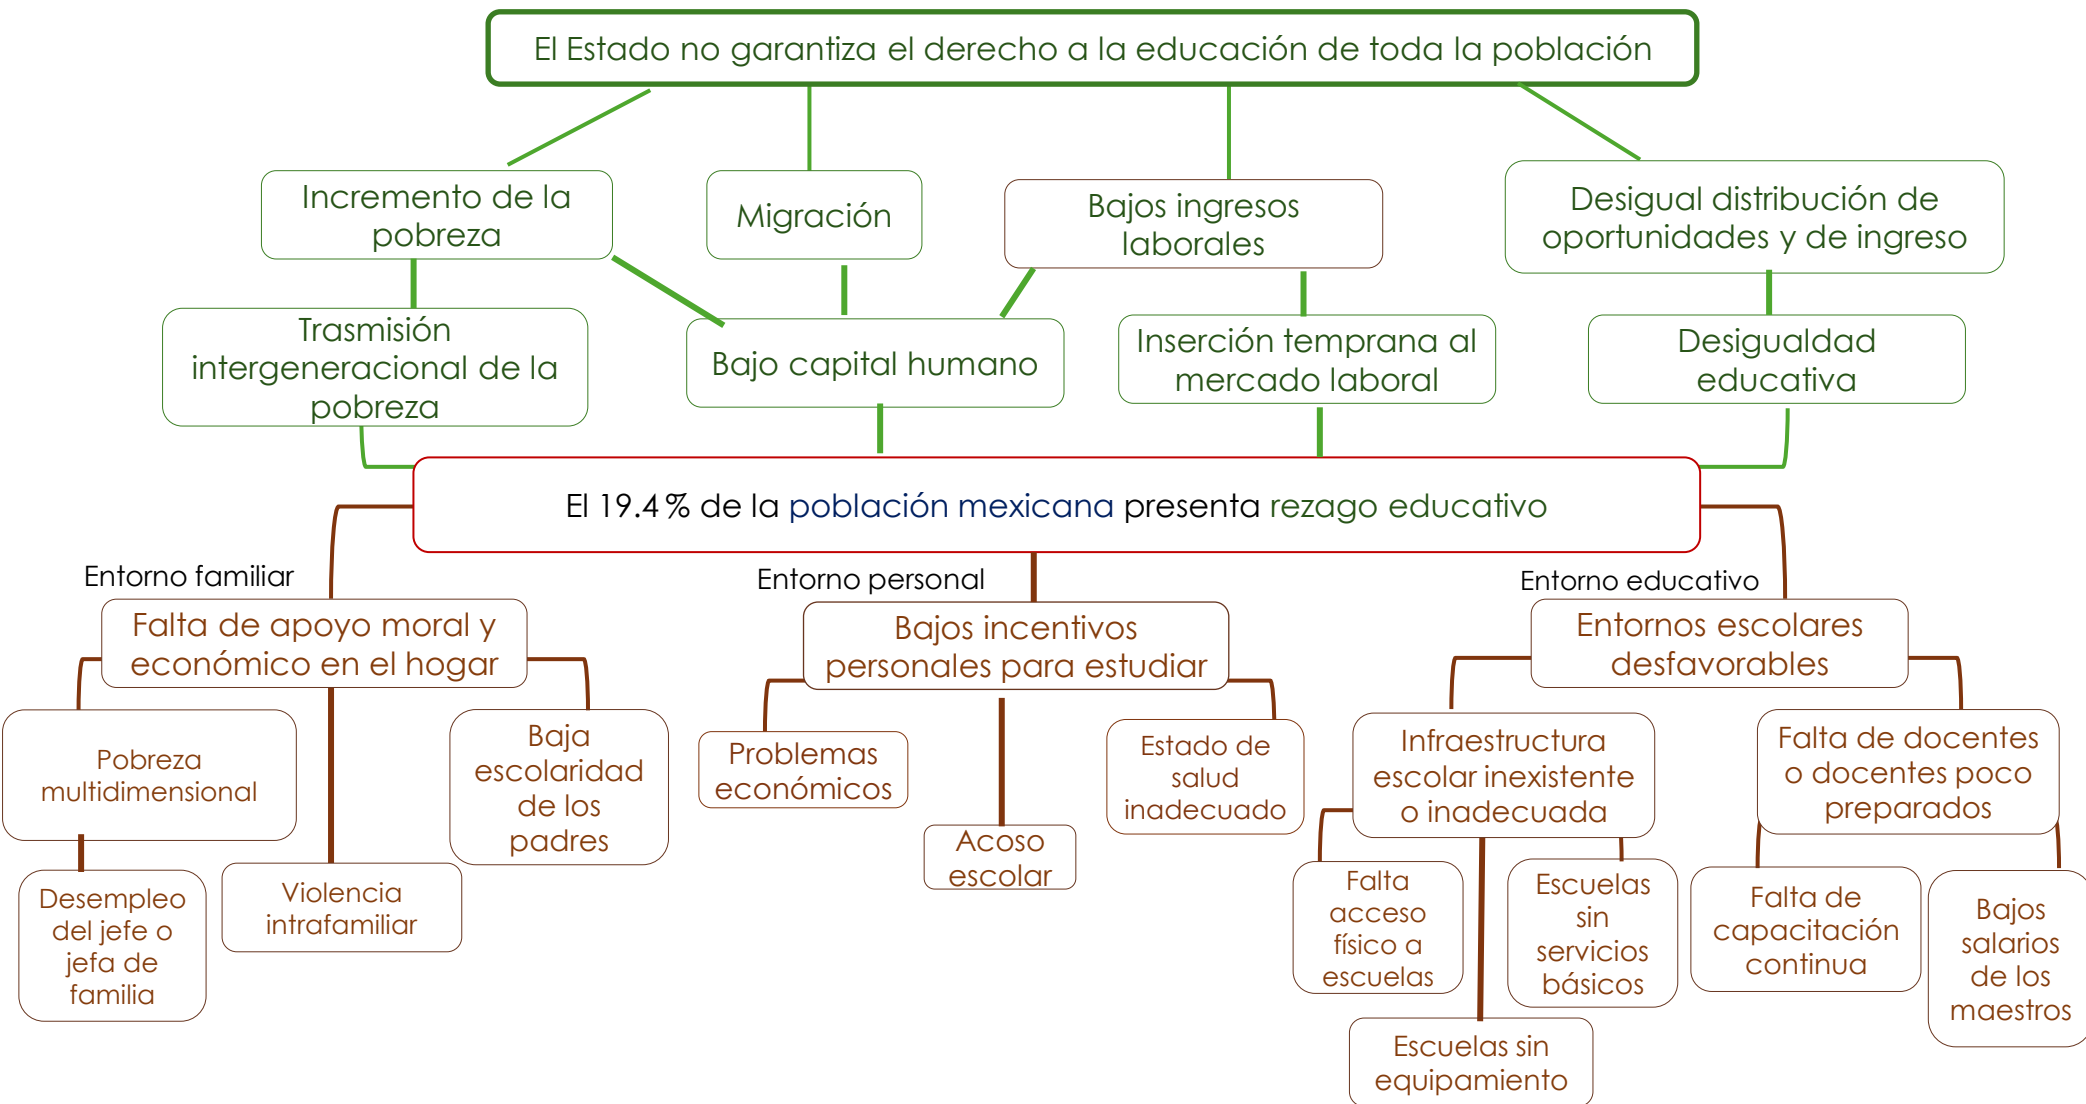 El Estado no garantiza el derecho a la educación de toda la población
Incremento de la
pobreza
Migración
Bajos ingresos
laborales
Desigual distribución de
oportunidades y de ingreso
Trasmisión
intergeneracional de la
pobreza
Bajo capital humano
Inserción temprana al
mercado laboral
Desigualdad
educativa
El 19.4% de la población mexicana presenta rezago educativo
Entorno familiar
Entorno personal
Entorno educativo
Falta de apoyo moral y
económico en el hogar
Bajos incentivos
personales para estudiar
Entornos escolares
desfavorables
Pobreza
multidimensional
Baja
escolaridad
de los
padres
Problemas
económicos
Estado de
salud
inadecuado
Infraestructura
escolar inexistente
o inadecuada
Falta de docentes
o docentes poco
preparados
Desempleo
del jefe o
jefa de
familia
Violencia
intrafamiliar
Acoso
escolar
Falta
acceso
físico a
escuelas
Escuelas
sin
servicios
básicos
Falta de
capacitación
continua
Bajos
salarios
de los
maestros
Escuelas sin
equipamiento